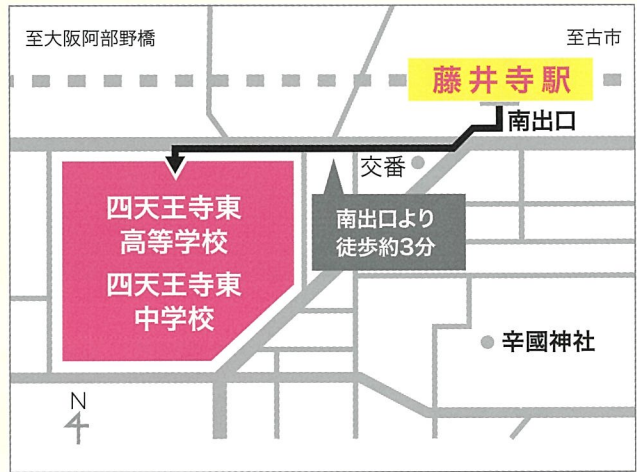 至大阪阿部野橋
至古市
藤井寺駅
南出口
交番
南出口より
徒歩約3分
四天王寺東
高等学校
四天王寺東
中学校
辛國神社
N